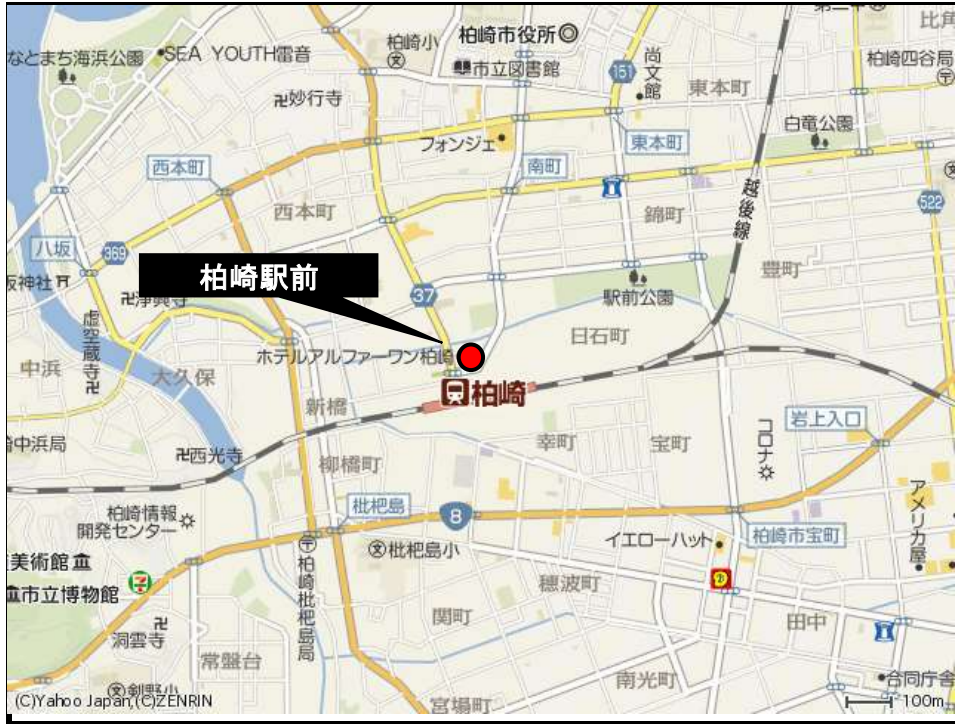 第二中
比角
柏崎小
柏崎市役所
なとまち海浜公園
SEA YOUTH雷音
市立図書館
尚文館
151
東本町
柏崎四谷局
妙行寺
白竜公園
フォンジェ
東本町
西本町
南町
越後線
西本町
錦町
522
八坂
369
豊町
柏崎駅前
阪神社
浄興寺
37
駅前公園
虚空蔵寺
日石町
ホテルアルファーワン柏崎
中浜
大久保
柏崎
新橋
岩上入口
崎中浜局
西光寺
幸町
宝町
コロナ
柳橋町
アメリカ屋
柏崎情報
開発センター
枇杷島
8
柏崎市宝町
枇杷島小
イエローハット
美術館
市立博物館
柏崎枇杷島局
穂波町
関町
田中
洞雲寺
常盤台
南光町
合同庁舎
剣野小
宮場町
(C)Yahoo Japan,(C)ZENRIN
100m